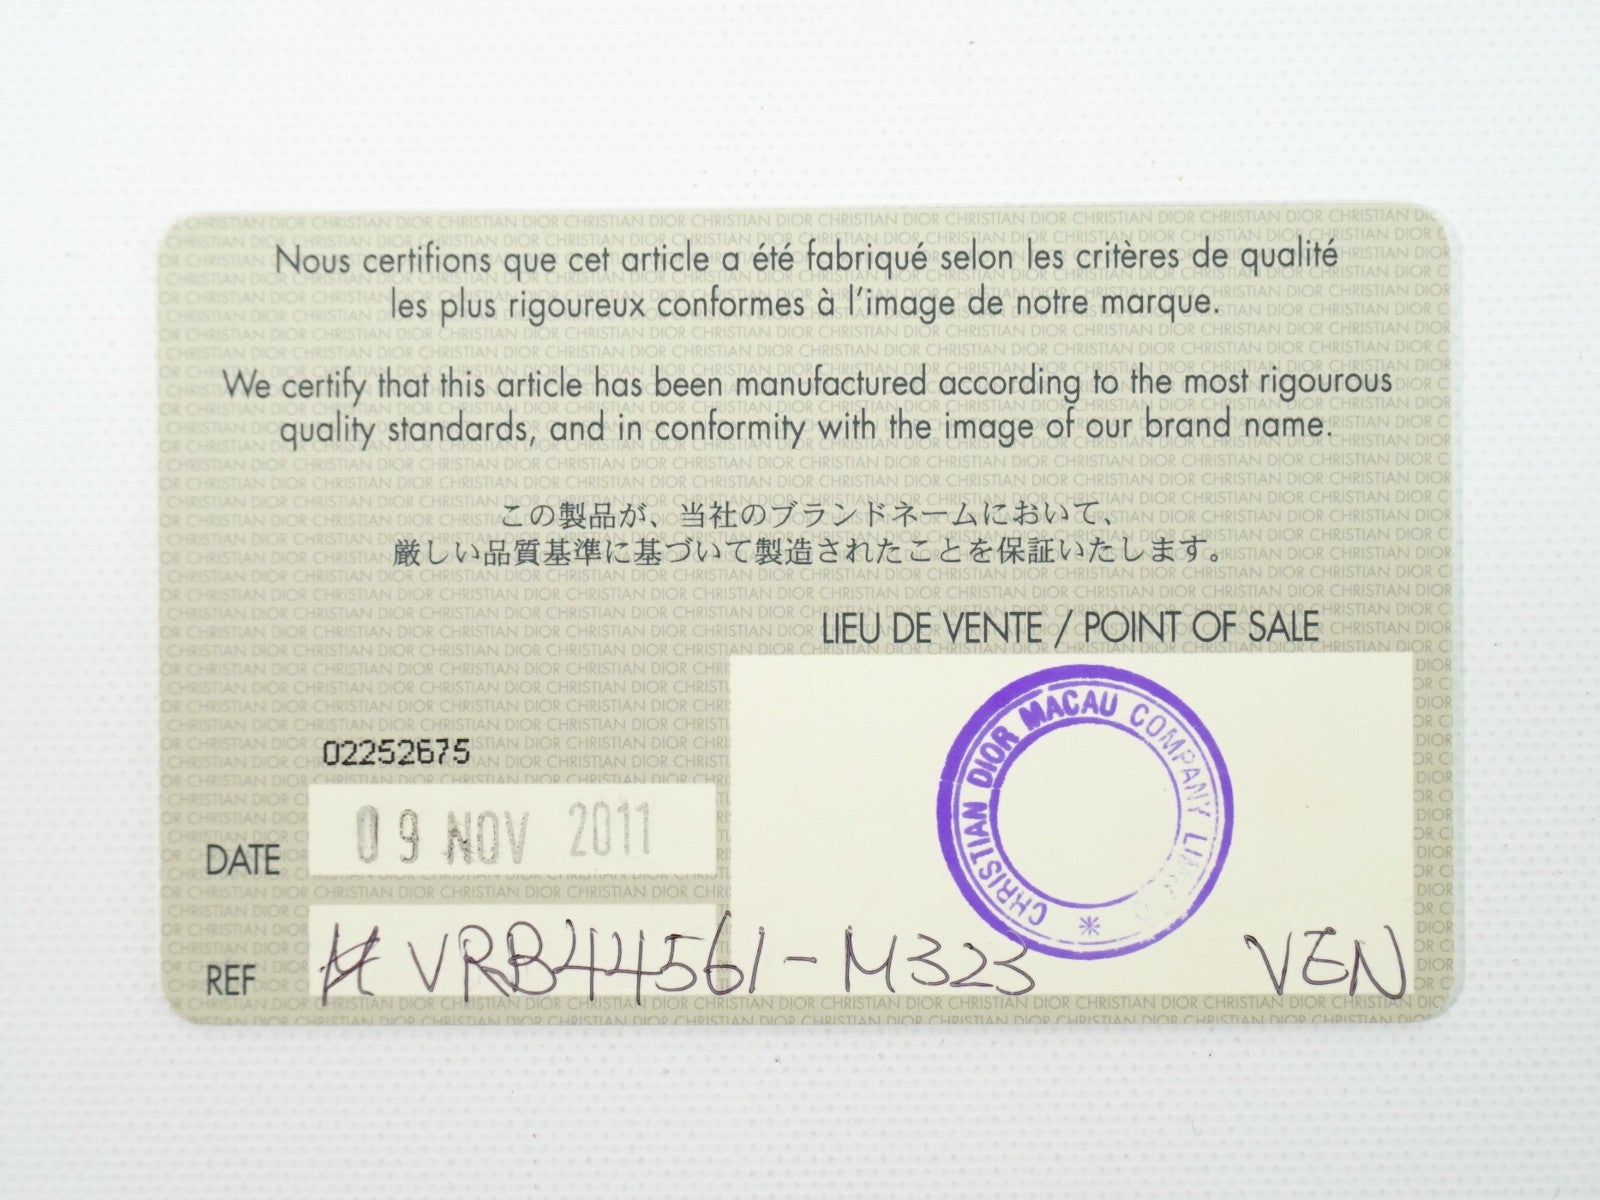 Nous certifions que cet article a été fabriqué selon les critères de qualité
les plus rigoureux conformes à l'image de notre marque.
We certify that this article has been manufactured according to the most rigourous
quality standards, and in conformity with the image of our brand name.
この製品が、当社のブランドネームにおいて、
厳しい品質基準に基づいて製造されたことを保証いたします。
LIEU DE VENTE / POINT OF SALE
CHRISTIAN DIOR MACAU COMPANY LIMITED *
02252675
DATE 09 NOV 2011
REF # VRB44561-M323 VEN